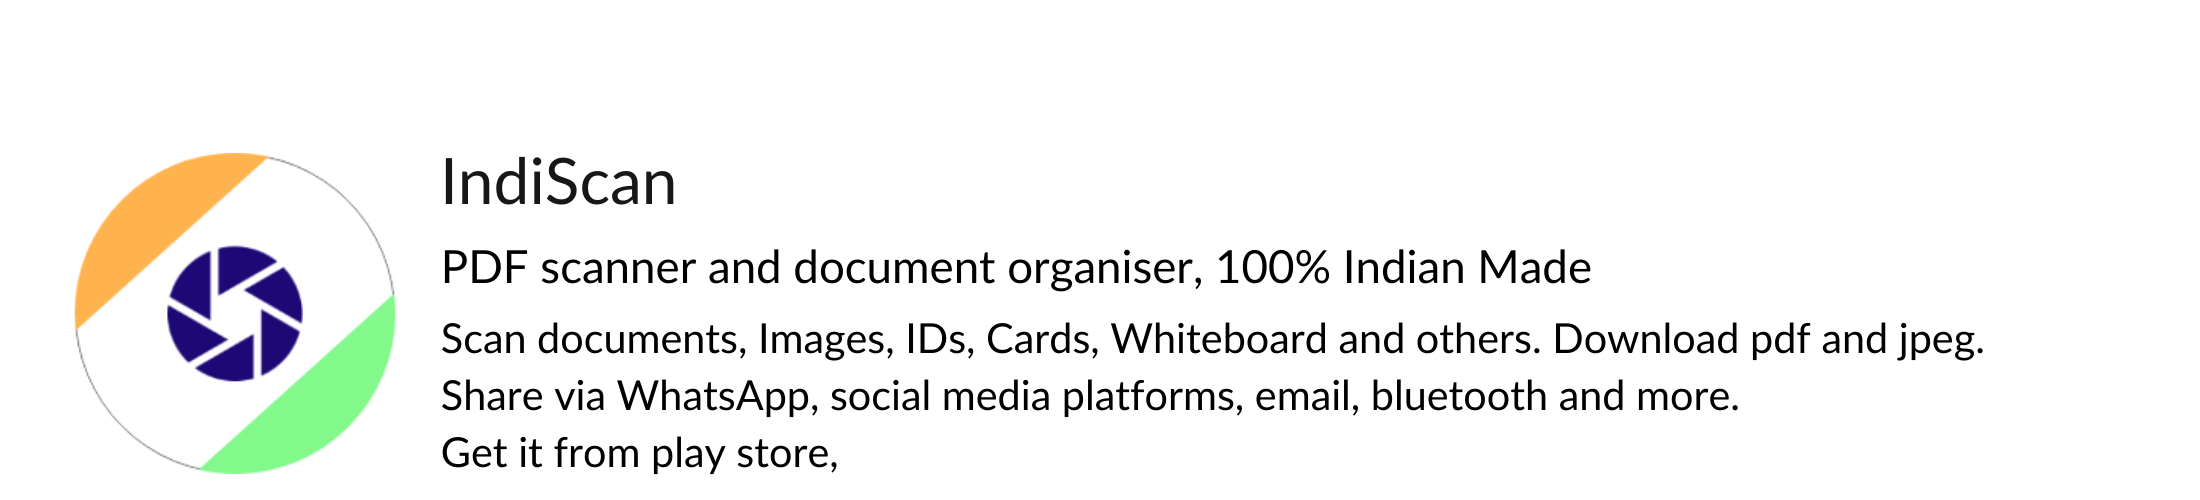 IndiScan
PDF scanner and document organiser, 100% Indian Made
Scan documents, Images, IDs, Cards, Whiteboard and others. Download pdf and jpeg.
Share via WhatsApp, social media platforms, email, bluetooth and more.
Get it from play store,